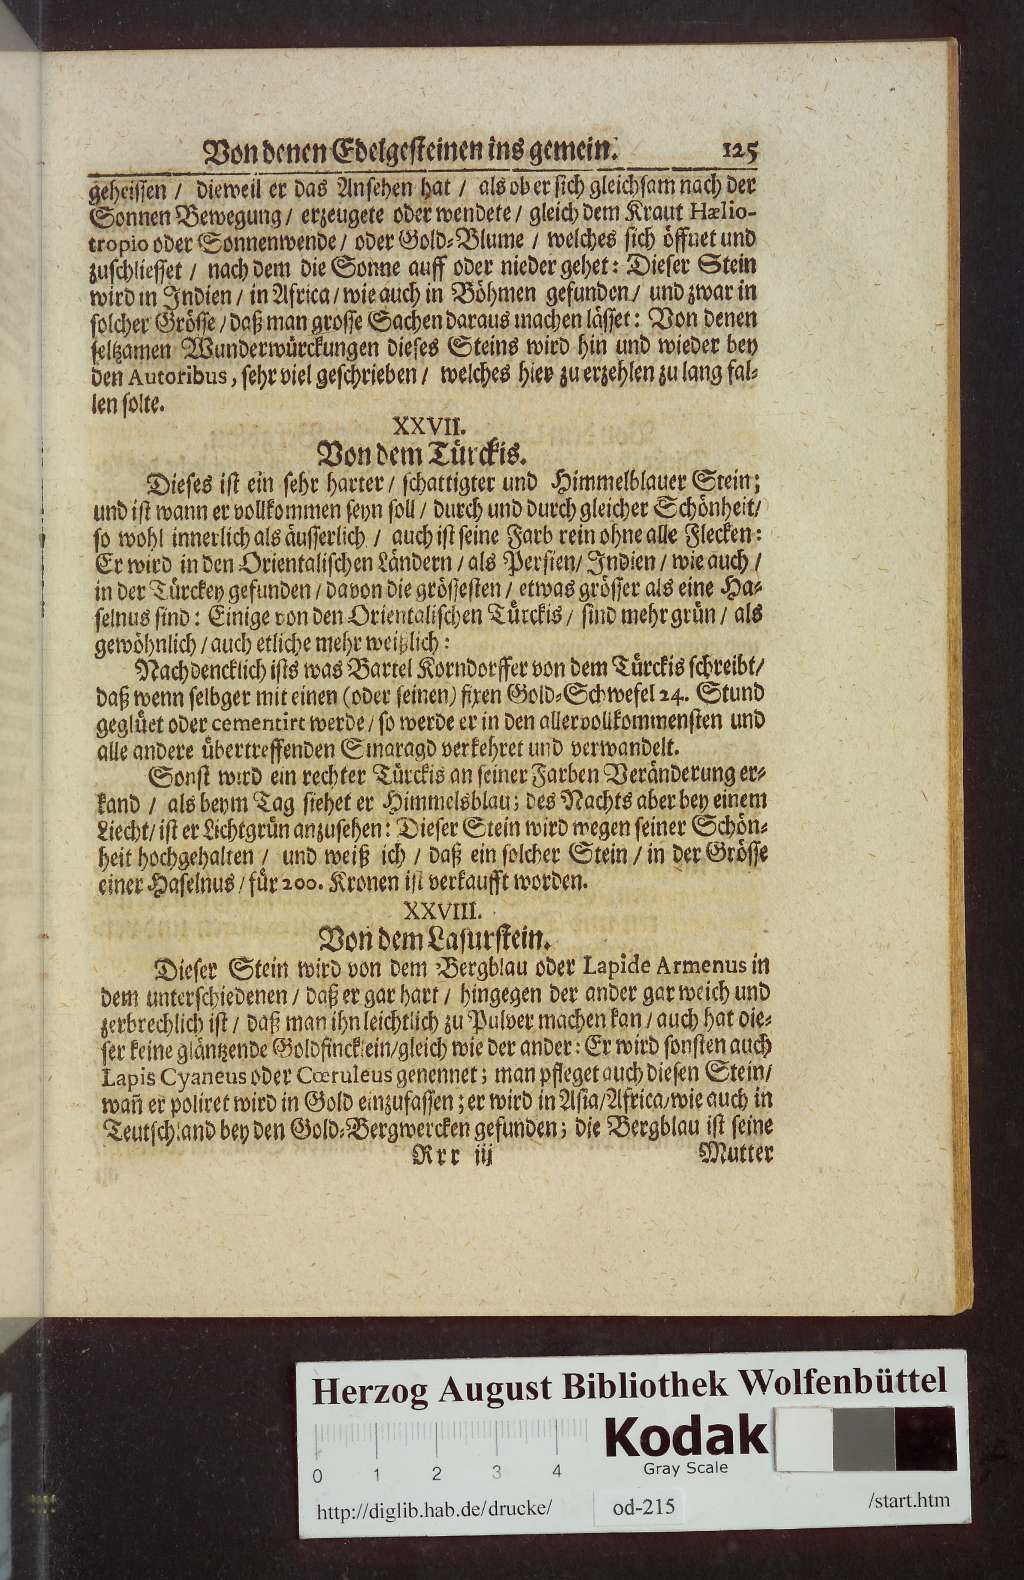 Von denen Edelgesteinen ins gemein. 125
geheissen / dieweil er das Ansehen hat / als ob er sich gleichsam nach der
Sonnen Bewegung / erzeugete oder wendete / gleich dem Kraut Hælio-
tropio oder Sonnenwende / oder Gold-Blume / welches sich öffnet und
zuschliesset / nach dem die Sonne auff oder nieder gehet: Dieser Stein
wird in Indien / in Africa / wie auch in Böhmen gefunden / und zwar in
solcher Grösse / daß man grosse Sachen daraus machen lässet: Von denen
seltzamen Wunderwürckungen dieses Steins wird hin und wieder bey
den Autoribus, sehr viel geschrieben / welches hier zu erzehlen zu lang fal-
len solte.
XXVII.
Von dem Türckis.
Dieses ist ein sehr harter / schattigter und Himmelblauer Stein;
und ist wann er vollkommen seyn soll / durch und durch gleicher Schönheit /
so wohl innerlich als äusserlich / auch ist seine Farb rein ohne alle Flecken:
Er wird in den Orientalischen Ländern / als Persien / Indien / wie auch /
in der Türckey gefunden / davon die grössesten / etwas grösser als eine Ha-
selnus sind: Einige von den Orientalischen Türckis / sind mehr grün / als
gewöhnlich / auch etliche mehr weißlich:
Nachdencklich ists was Bartel Korndorffer von dem Türckis schreibt /
daß wenn selbger mit einen (oder seinen) fixen Gold-Schwefel 24. Stund
geglüet oder cementirt werde / so werde er in den allervollkommensten und
alle andere übertreffenden Smaragd verkehret und verwandelt.
Sonst wird ein rechter Türckis an seiner Farben Veränderung er-
kand / als beym Tag siehet er Himmelsblau; des Nachts aber bey einem
Liecht / ist er Lichtgrün anzusehen: Dieser Stein wird wegen seiner Schön-
heit hochgehalten / und weiß ich / daß ein solcher Stein / in der Grösse
einer Haselnus / für 200. Kronen ist verkaufft worden.
XXVIII.
Von dem Lasurstein.
Dieser Stein wird von dem Bergblau oder Lapide Armenus in
dem unterschiedenen / daß er gar hart / hingegen der ander gar weich und
zerbrechlich ist / daß man ihn leichtlich zu Pulver machen kan / auch hat die-
ser keine gläntzende Goldfincklein / gleich wie der ander: Er wird sonsten auch
Lapis Cyaneus oder Cœruleus genennet; man pfleget auch diesen Stein /
wañ er poliret wird in Gold einzufassen; er wird in Asia / Africa / wie auch in
Teutschland bey den Gold-Bergwercken gefunden; die Bergblau ist seine
Rrr iij Mutter
Herzog August Bibliothek Wolfenbüttel
Kodak
Gray Scale
0 1 2 3 4
http://diglib.hab.de/drucke/ od-215 /start.htm